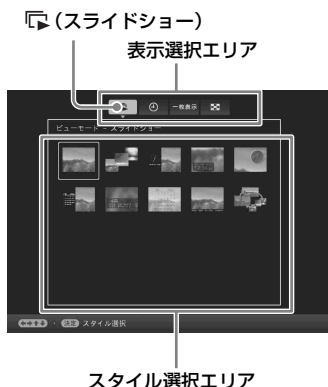 (スライドショー)
表示選択エリア
一枚表示
ビューモード - スライドショー
決定 スタイル選択
スタイル選択エリア